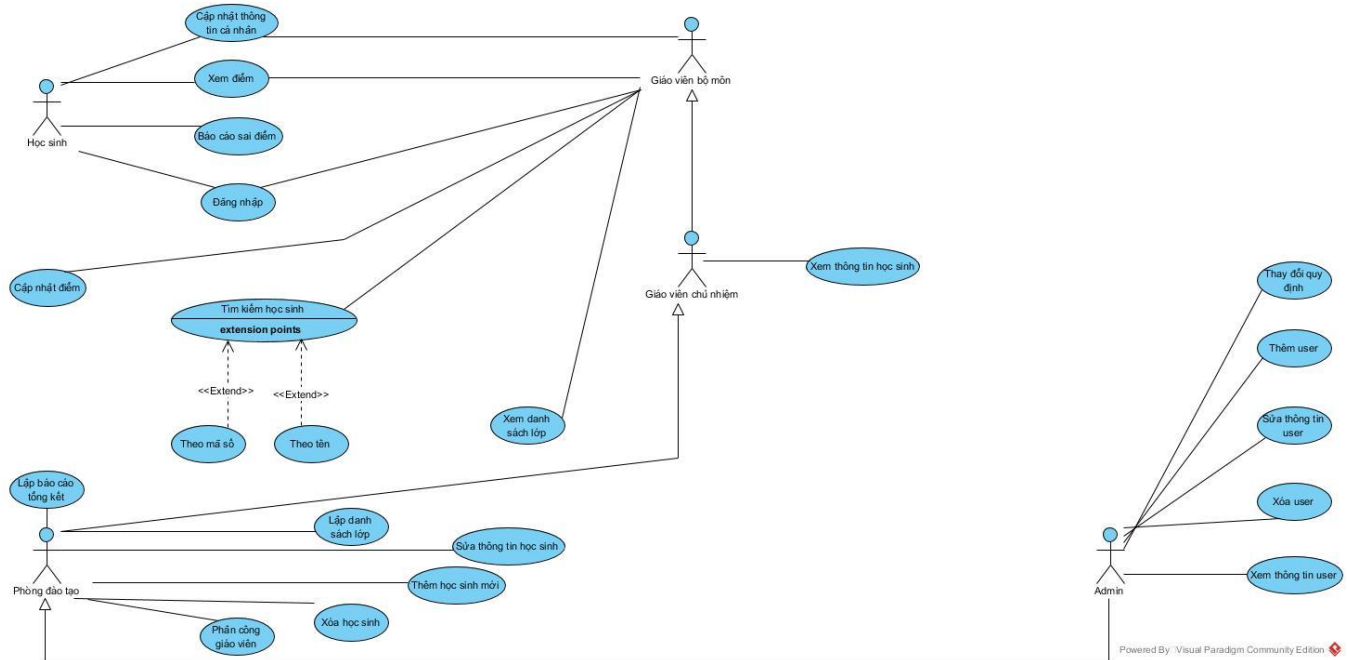 Cập nhật thông
tin cá nhân
Xem điểm
Giáo viên bộ môn
Báo cáo sai điểm
Học sinh
Đăng nhập
Xem thông tin học sinh
Giáo viên chủ nhiệm
Cập nhật điểm
Thay đổi quy
định
Tìm kiếm học sinh
extension points
Thêm user
<<Extend>>
<<Extend>>
Xem danh
sách lớp
Sửa thông tin
user
Theo mã số
Theo tên
Lập báo cáo
tổng kết
Xóa user
Lập danh
sách lớp
Sửa thông tin học sinh
Xem thông tin user
Phòng đào tạo
Thêm học sinh mới
Admin
Xóa học sinh
Phân công
giáo viên
Powered By Visual Paradigm Community Edition